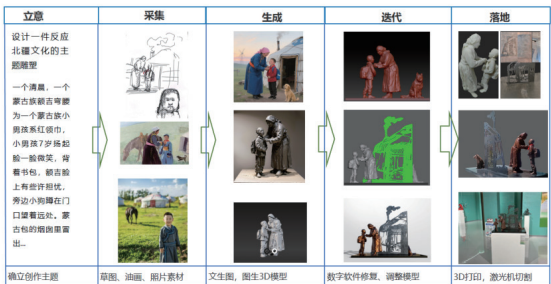 立意
采集
生成
迭代
落地
设计一件反应
北疆文化的主
题雕塑
一个清晨，一个
蒙古族额吉弯腰
为一个蒙古族小
男孩系红领巾，
小男孩7岁扬起
脸一脸微笑，背
着书包，额吉脸
上有些许担忧，
旁边小狗蹲在门
口望着远处。蒙
古包的烟囱里冒
出...
确立创作主题
草图、油画、照片素材
文生图，图生3D模型
数字软件修复、调整模型
3D打印，激光机切割